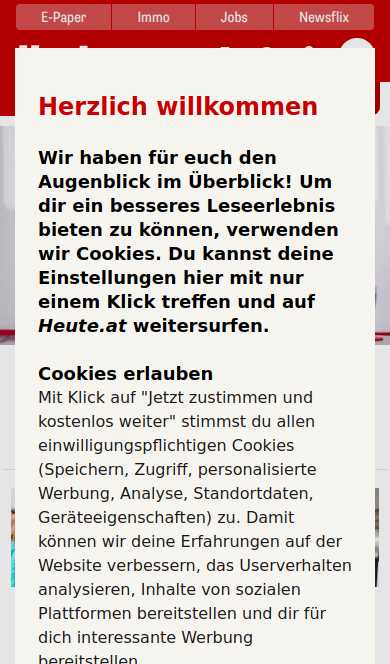 E-Paper
Immo
Jobs
Newsflix
Herzlich willkommen
Wir haben für euch den
Augenblick im Überblick! Um
dir ein besseres Leseerlebnis
bieten zu können, verwenden
wir Cookies. Du kannst deine
Einstellungen hier mit nur
einem Klick treffen und auf
Heute.at weitersurfen.
Cookies erlauben
Mit Klick auf "Jetzt zustimmen und
kostenlos weiter" stimmst du allen
einwilligungspflichtigen Cookies
(Speichern, Zugriff, personalisierte
Werbung, Analyse, Standortdaten,
Geräteeigenschaften) zu. Damit
können wir deine Erfahrungen auf der
Website verbessern, das Userverhalten
analysieren, Inhalte von sozialen
Plattformen bereitstellen und dir für
dich interessante Werbung
bereitstellen